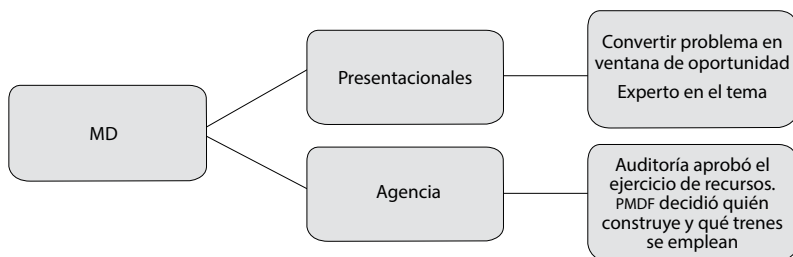 MD
Presentacionales
Convertir problema en
ventana de oportunidad
Experto en el tema
Agencia
Auditoría aprobó el
ejercicio de recursos.
PMDF decidió quién
construye y qué trenes
se emplean